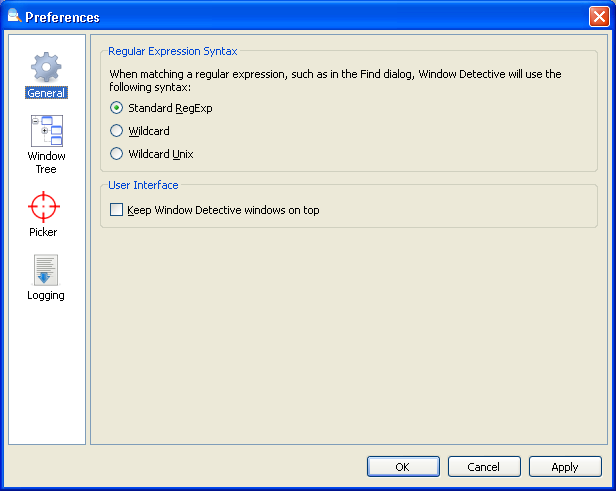 Preferences
General
Window
Tree
Picker
Logging
Regular Expression Syntax
When matching a regular expression, such as in the Find dialog, Window Detective will use the
following syntax:
Standard RegExp
Wildcard
Wildcard Unix
User Interface
Keep Window Detective windows on top
OK
Cancel
Apply